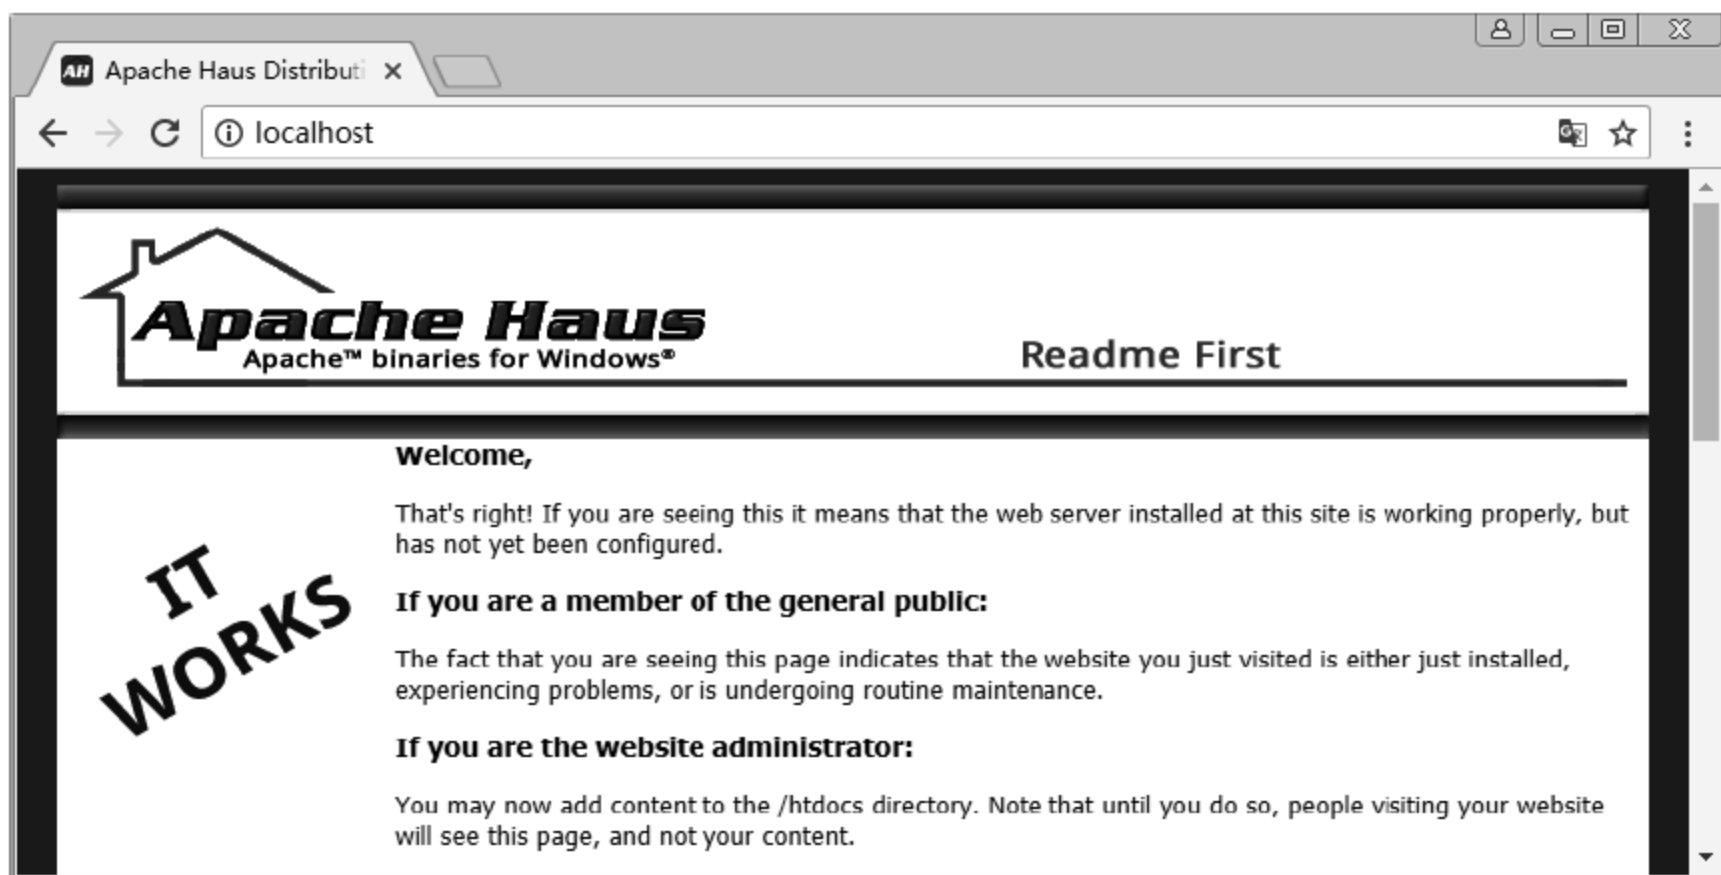 AH Apache Haus Distributi
localhost
Apache Haus
Apache™ binaries for Windows®
Readme First
Welcome,
That's right! If you are seeing this it means that the web server installed at this site is working properly, but
has not yet been configured.
IT
WORKS
If you are a member of the general public:
The fact that you are seeing this page indicates that the website you just visited is either just installed,
experiencing problems, or is undergoing routine maintenance.
If you are the website administrator:
You may now add content to the /htdocs directory. Note that until you do so, people visiting your website
will see this page, and not your content.